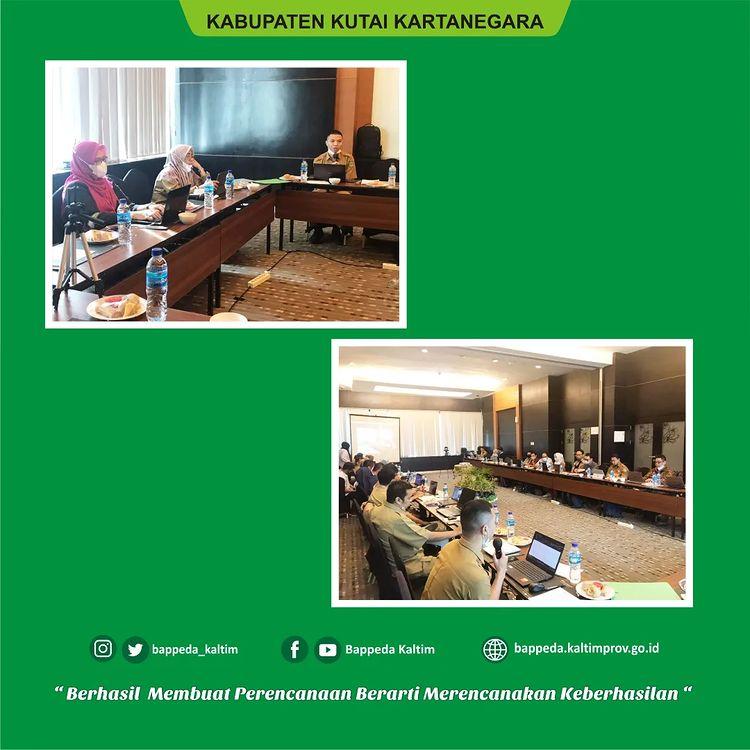 KABUPATEN KUTAI KARTANEGARA
bappeda_kaltim
Bappeda Kaltim
bappeda.kaltimprov.go.id
“ Berhasil Membuat Perencanaan Berarti Merencanakan Keberhasilan “